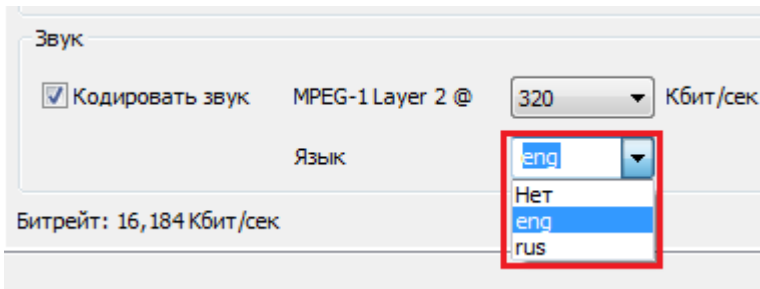 Звук
Кодировать звук MPEG-1 Layer 2 @ 320 Кбит/сек
Язык eng
Нет
eng
Битрейт: 16,184 Кбит/сек
rus